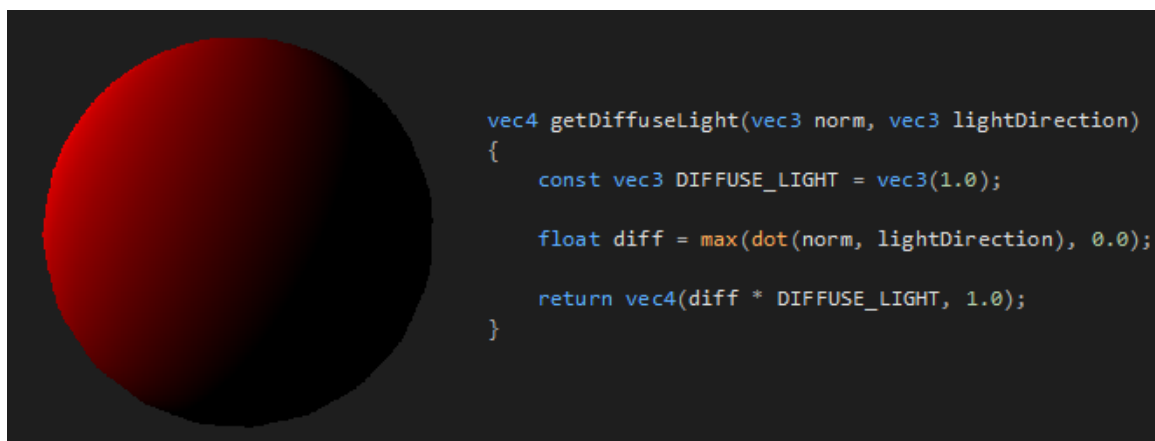 vec4 getDiffuseLight(vec3 norm, vec3 lightDirection)
{
    const vec3 DIFFUSE_LIGHT = vec3(1.0);
    float diff = max(dot(norm, lightDirection), 0.0);
    return vec4(diff * DIFFUSE_LIGHT, 1.0);
}